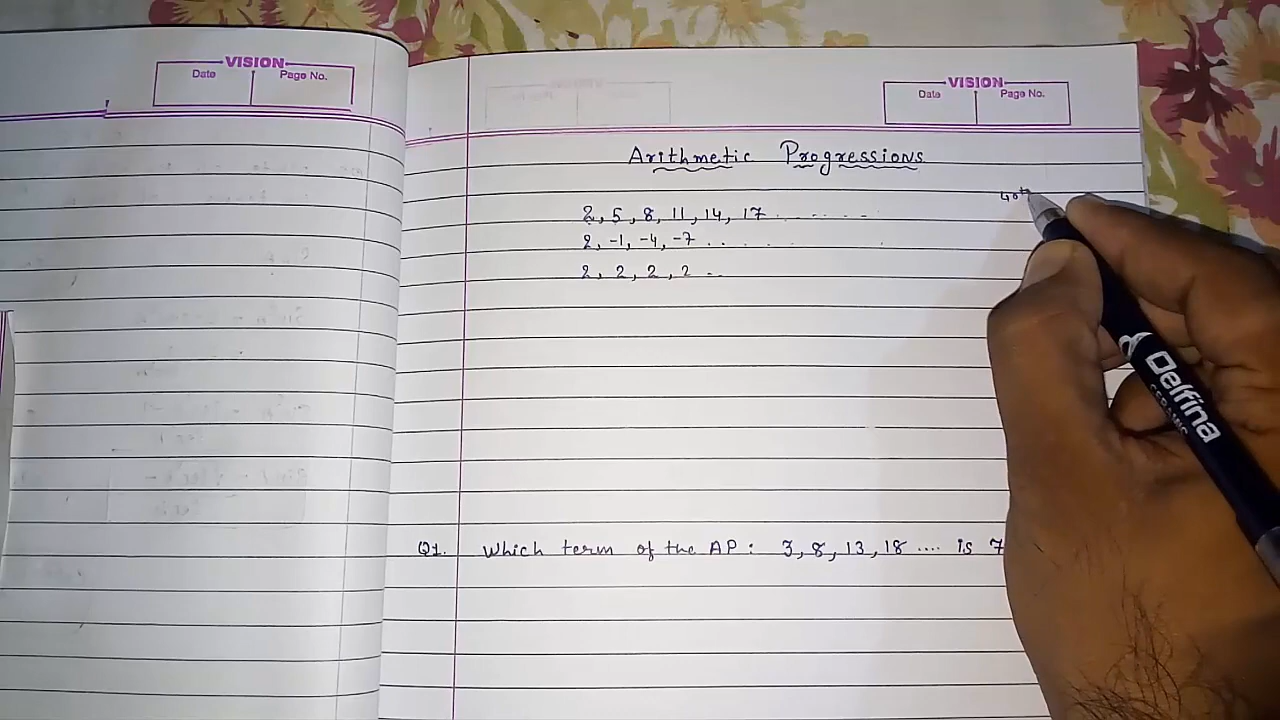 VISION
Date Page No.
VISION
Date Page No.
Arithmetic Progressions
40th
2, 5, 8, 11, 14, 17 .......
2, -1, -4, -7 .....
2, 2, 2, 2 ..
Q1. Which term of the AP: 3, 8, 13, 18 .... is 7
Delfina